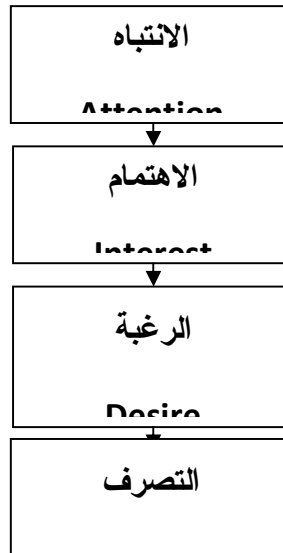 الانتباه
Attention
الاهتمام
Interest
الرغبة
Desire
التصرف